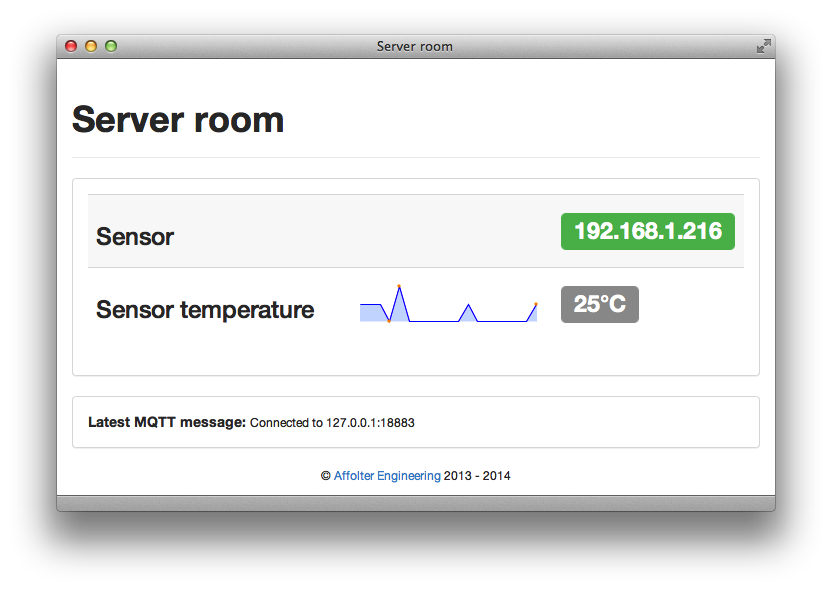 Server room
Server room
Sensor 192.168.1.216
Sensor temperature 25°C
Latest MQTT message: Connected to 127.0.0.1:18883
© Affolter Engineering 2013 - 2014